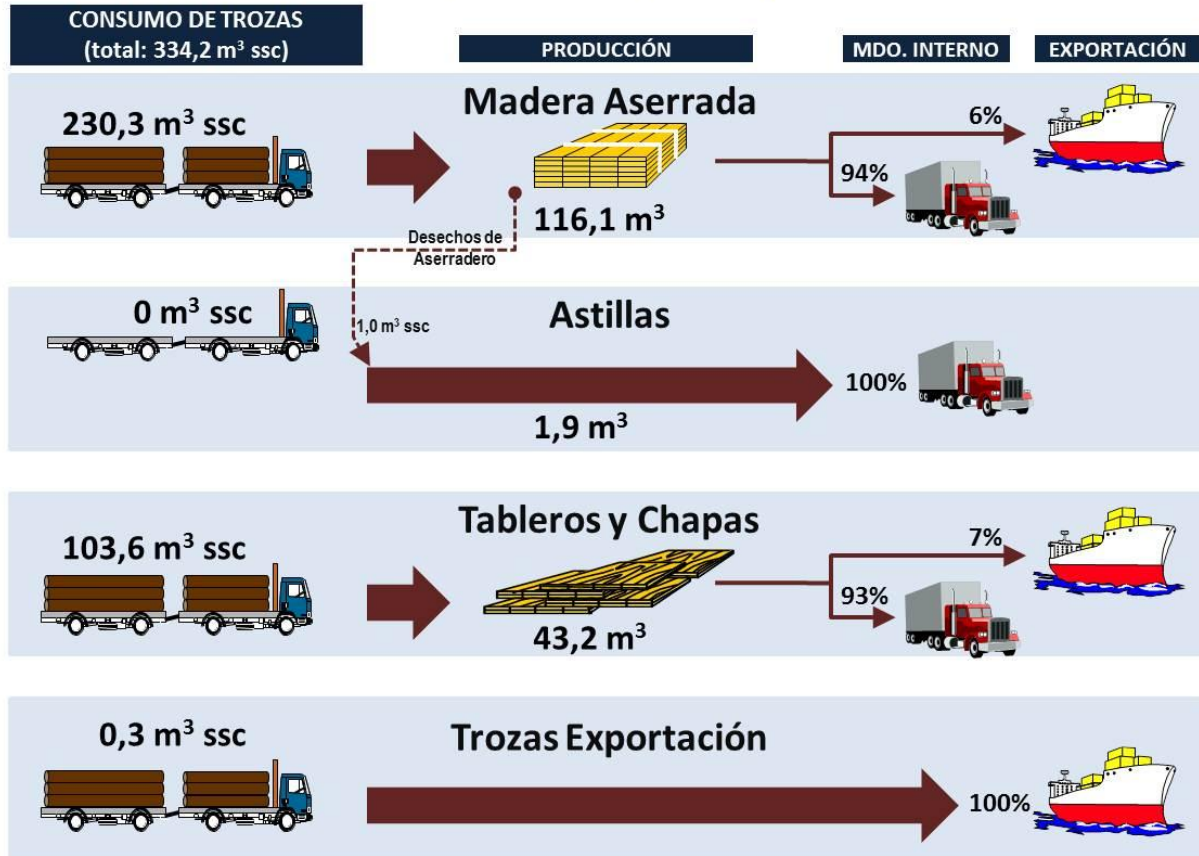 CONSUMO DE TROZAS
(total: 334,2 m³ ssc)
PRODUCCIÓN
MDO. INTERNO
EXPORTACIÓN
Madera Aserrada
230,3 m³ ssc
6%
94%
116,1 m³
Desechos de
Aserradero
0 m³ ssc
Astillas
1,0 m³ ssc
100%
1,9 m³
Tableros y Chapas
103,6 m³ ssc
7%
93%
43,2 m³
0,3 m³ ssc
Trozas Exportación
100%